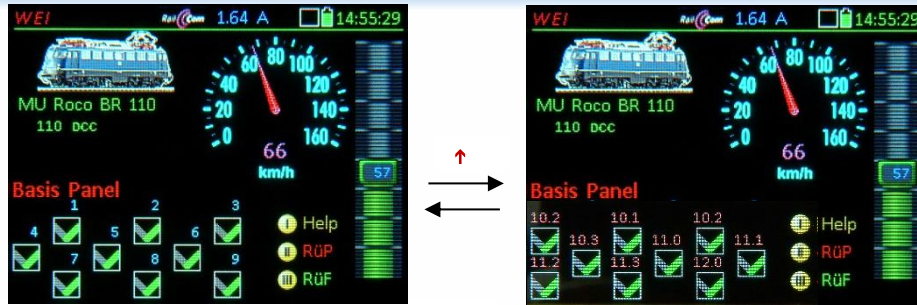 WEI RailCom 1.64 A 14:55:29
60 80 100
40 120
20 140
0 160
MU Roco BR 110
110 DCC
66
km/h
57
Basis Panel
1 2 3
4 5 6
7 8 9
I Help
II RüP
III RüF
↑
WEI RailCom 1.64 A 14:55:29
60 80 100
40 120
20 140
0 160
MU Roco BR 110
110 DCC
66
km/h
57
Basis Panel
10.2 10.1 10.2
10.3 11.0 11.1
11.2 11.3 12.0
I Help
II RüP
III RüF